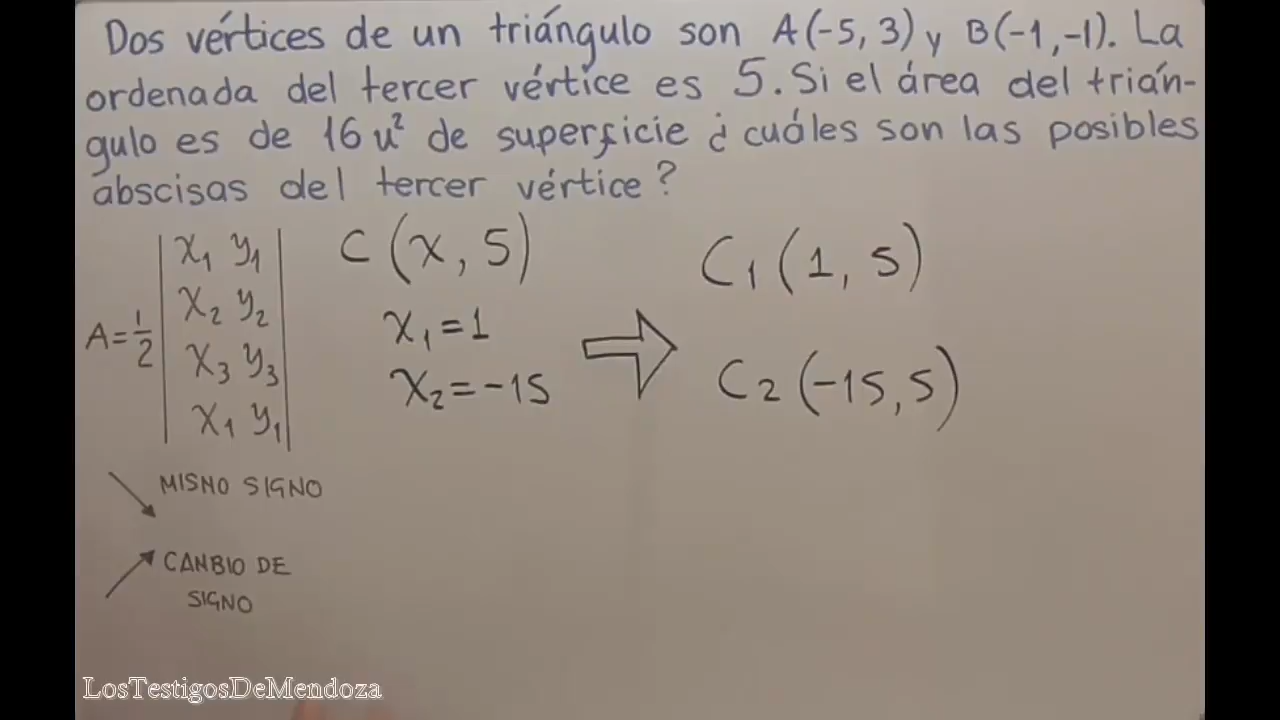 Dos vértices de un triángulo son A(-5, 3) y B(-1,-1). La
ordenada del tercer vértice es 5. Si el área del trián-
gulo es de 16 u² de superficie ¿cuáles son las posibles
abscisas del tercer vértice?
A=1/2 | x₁ y₁ |
| x₂ y₂ |
| x₃ y₃ |
| x₁ y₁ |
C(x, 5)
x₁=1
x₂=-15
C₁(1, 5)
C₂(-15, 5)
MISMO SIGNO
CAMBIO DE
SIGNO
LosTestigosDeMendoza